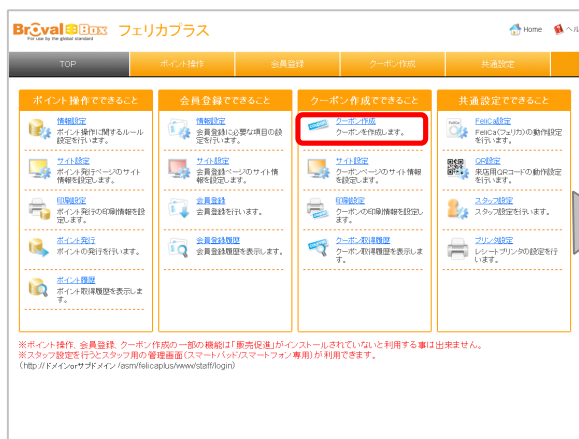 Broval Box フェリカプラス
For use by the global standard
Home
TOP
ポイント操作
会員登録
クーポン作成
共通設定
ポイント操作でできること
情報設定
ポイント操作に関するルール
設定を行います。
サイト設定
ポイント発行ページのサイト
情報を設定します。
印刷設定
ポイント発行の印刷情報を設
定します。
ポイント発行
ポイントの発行を行います。
ポイント履歴
ポイント取得履歴を表示しま
す。
会員登録でできること
情報設定
会員登録に必要な項目の設
定を行います。
サイト設定
会員登録ページのサイト情
報を設定します。
会員登録
会員登録を行います。
会員登録履歴
会員登録履歴を表示します。
クーポン作成でできること
クーポン作成
クーポンを作成します。
サイト設定
クーポンページのサイト情報
を設定します。
印刷設定
クーポンの印刷情報を設定し
ます。
クーポン取得履歴
クーポン取得履歴を表示しま
す。
共通設定でできること
FeliCa設定
FeliCa(フェリカ)の動作設定
を行います。
QR設定
来店用QRコードの動作設定
を行います。
スタッフ設定
スタッフ設定を行います。
プリンタ設定
レシートプリンタの設定を行
います。
※ポイント操作、会員登録、クーポン作成の一部の機能は「販売促進」がインストールされていないと利用する事は出来ません。
※スタッフ設定を行うとスタッフ用の管理画面(スマートパッド/スマートフォン専用)が利用できます。
(http://ドメインorサブドメイン/asm/felicaplus/www/staff/login)